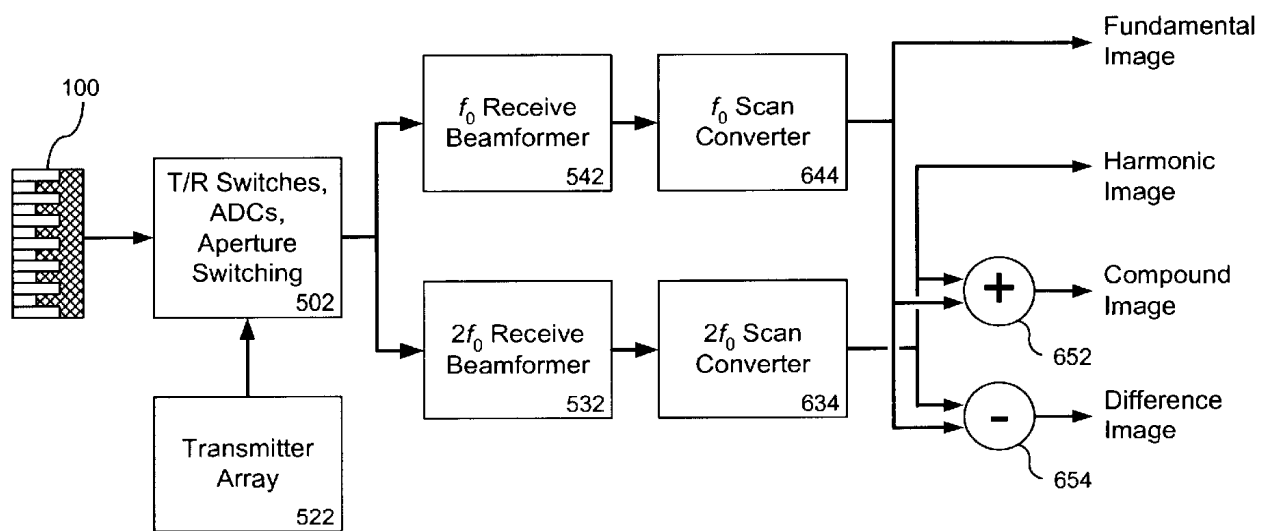 100
T/R Switches,
ADCs,
Aperture
Switching
502
Transmitter
Array
522
f₀ Receive
Beamformer
542
f₀ Scan
Converter
644
2f₀ Receive
Beamformer
532
2f₀ Scan
Converter
634
Fundamental
Image
Harmonic
Image
+
Compound
Image
652
-
Difference
Image
654